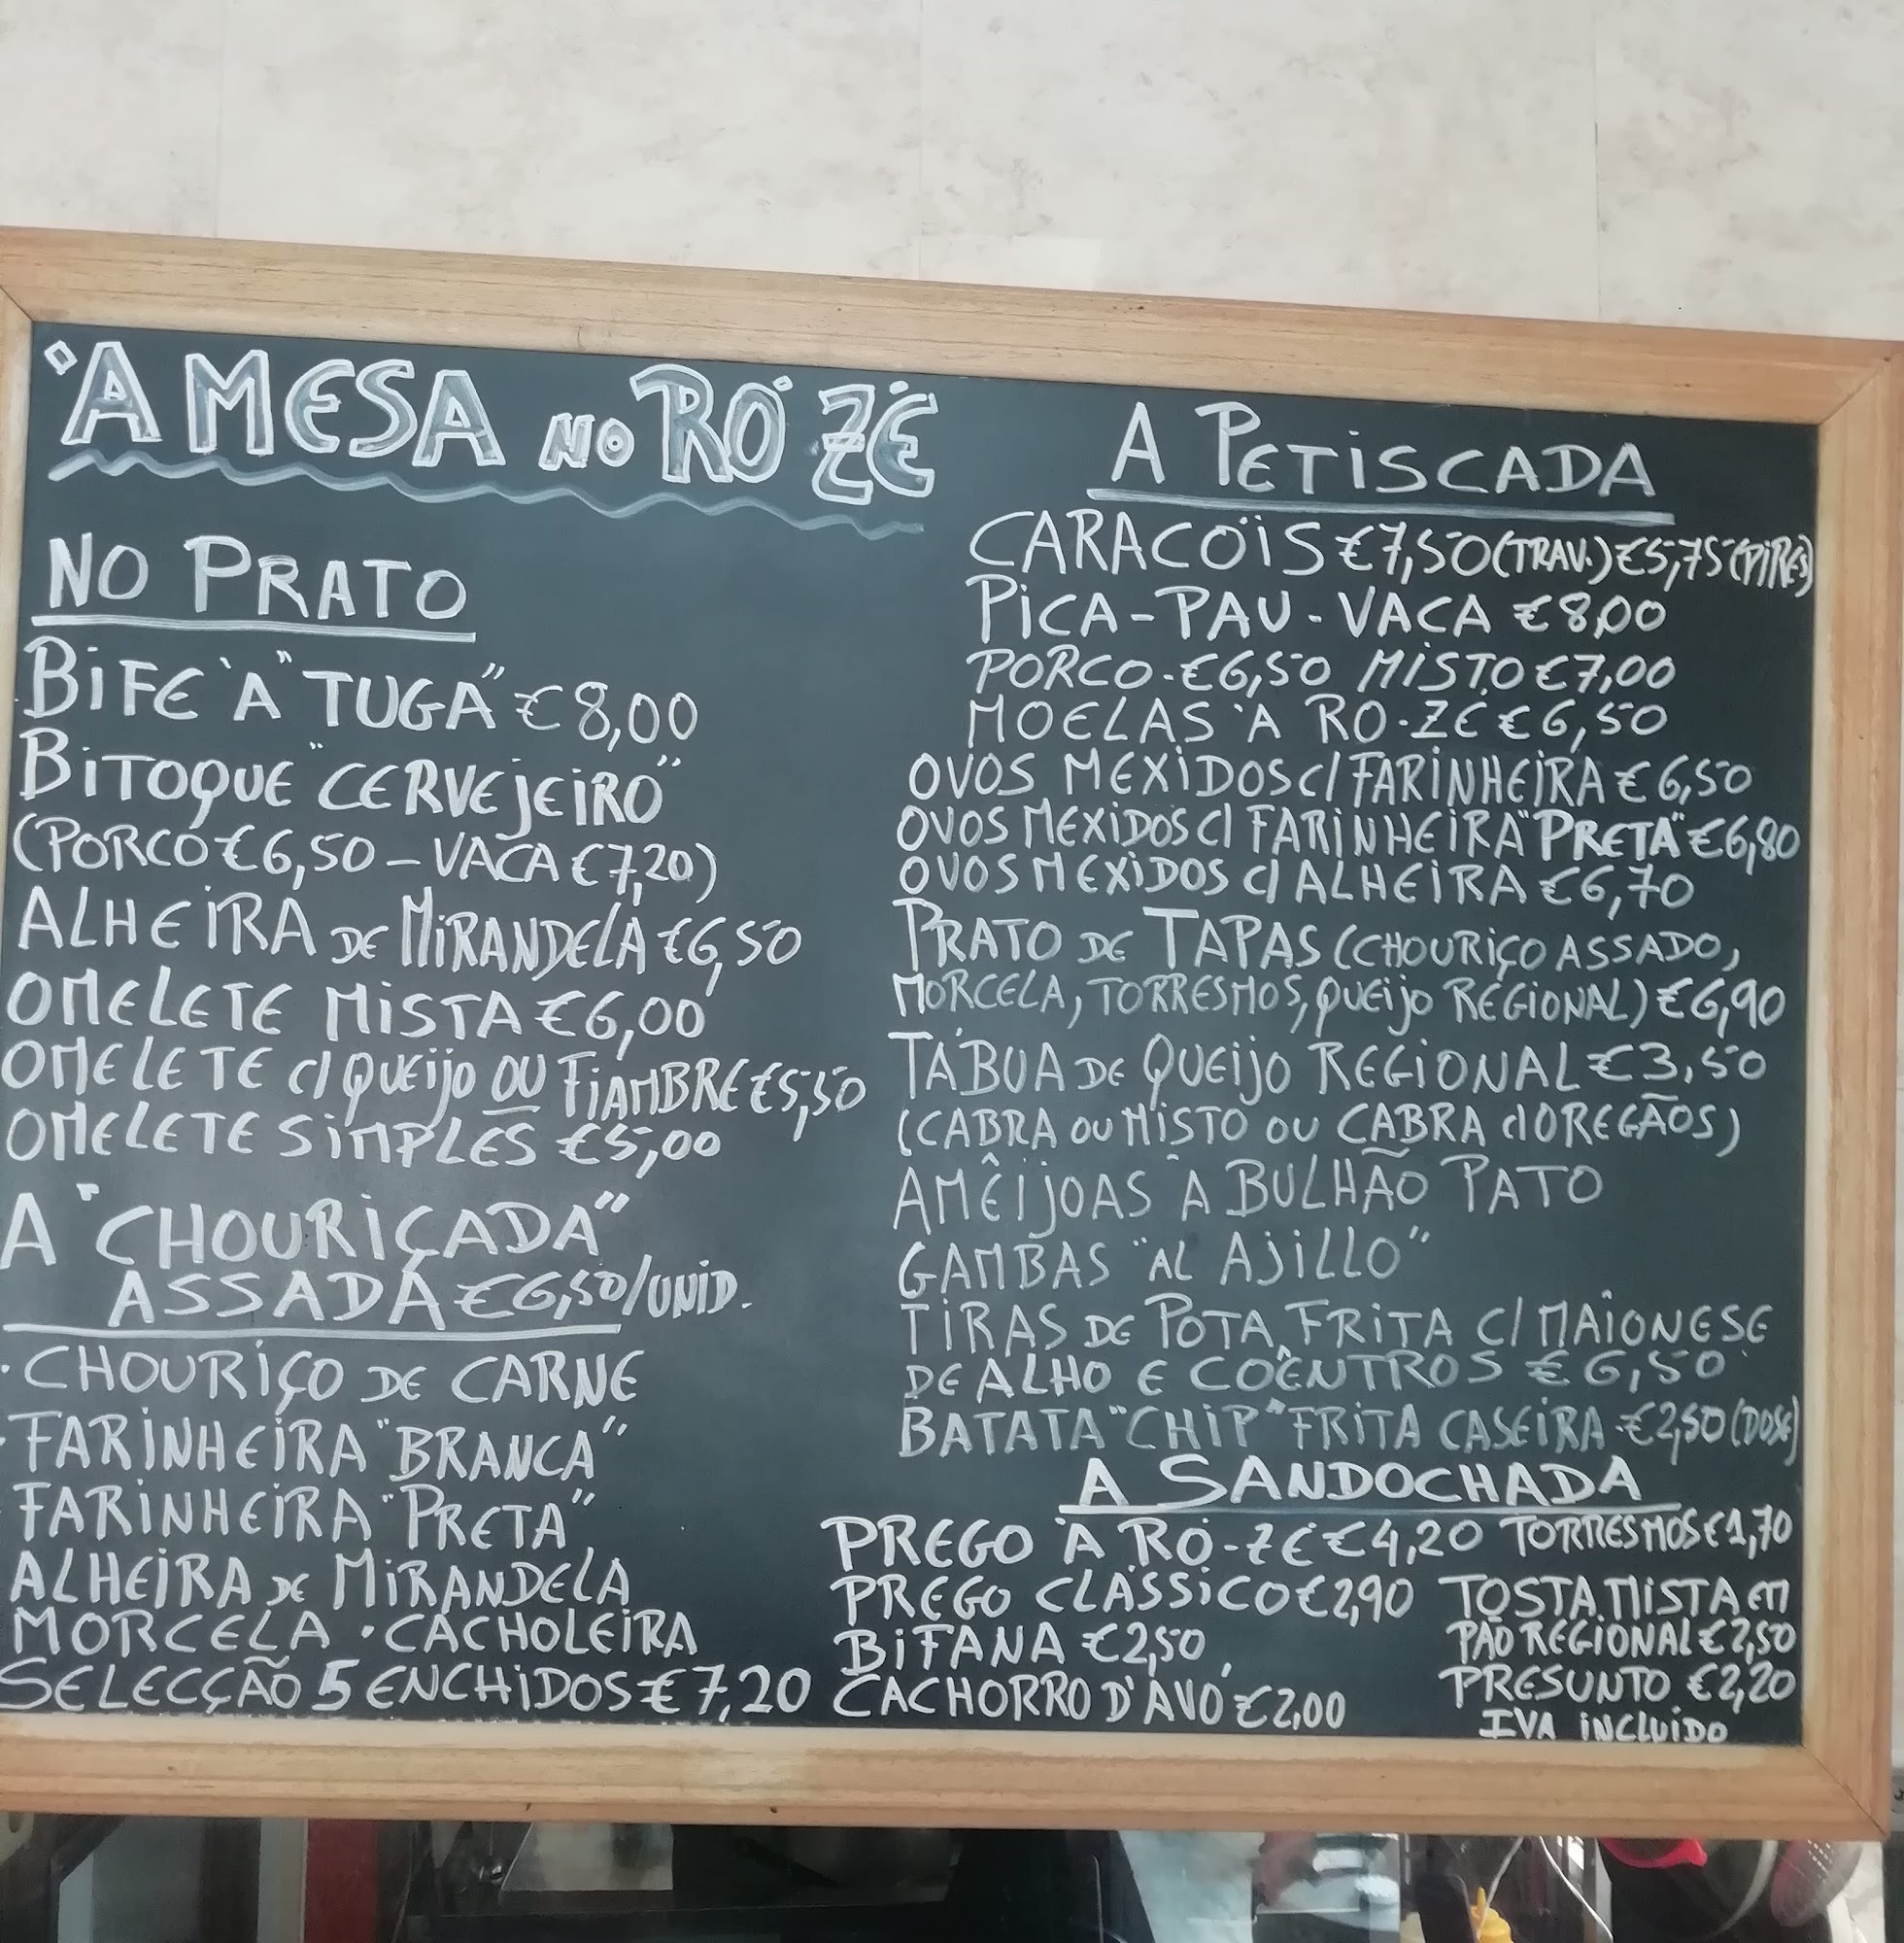 À MESA NO RÓ ZÉ
NO PRATO
BIFE À "TUGA" €8,00
BITOQUE "CERVEJEIRO"
(PORCO €6,50 - VACA €7,20)
ALHEIRA DE MIRANDELA €6,50
OMELETE MISTA €6,00
OMELETE C/ QUEIJO OU FIAMBRE €5,50
OMELETE SIMPLES €5,00
A "CHOURIÇADA"
ASSADA €6,50/UNID.
· CHOURIÇO DE CARNE
· FARINHEIRA "BRANCA"
FARINHEIRA "PRETA"
ALHEIRA DE MIRANDELA
MORCELA · CACHOLEIRA
SELECÇÃO 5 ENCHIDOS €7,20
A PETISCADA
CARACÓIS €7,50 (TRAV.) €5,75 (PIRES)
PICA-PAU - VACA €8,00
PORCO - €6,50 MISTO €7,00
MOELAS À RÓ-ZÉ €6,50
OVOS MEXIDOS C/ FARINHEIRA €6,50
OVOS MEXIDOS C/ FARINHEIRA "PRETA" €6,80
OVOS MEXIDOS C/ ALHEIRA €6,70
PRATO DE TAPAS (CHOURIÇO ASSADO,
MORCELA, TORRESMOS, QUEIJO REGIONAL) €6,90
TÁBUA DE QUEIJO REGIONAL €3,50
(CABRA OU MISTO OU CABRA C/ OREGÃOS)
AMÊIJOAS À BULHÃO PATO
GAMBAS "AL AJILLO"
TIRAS DE POTA FRITA C/ MAIONESE
DE ALHO E COENTROS €6,50
BATATA "CHIP" FRITA CASEIRA - €2,50 (DOSE)
A SANDOCHADA
PREGO À RÓ-ZÉ €4,20
PREGO CLÁSSICO €2,90
BIFANA €2,50
CACHORRO D'AVÓ €2,00
TORRESMOS €1,70
TOSTA MISTA EM
PÃO REGIONAL €2,50
PRESUNTO €2,20
IVA INCLUÍDO